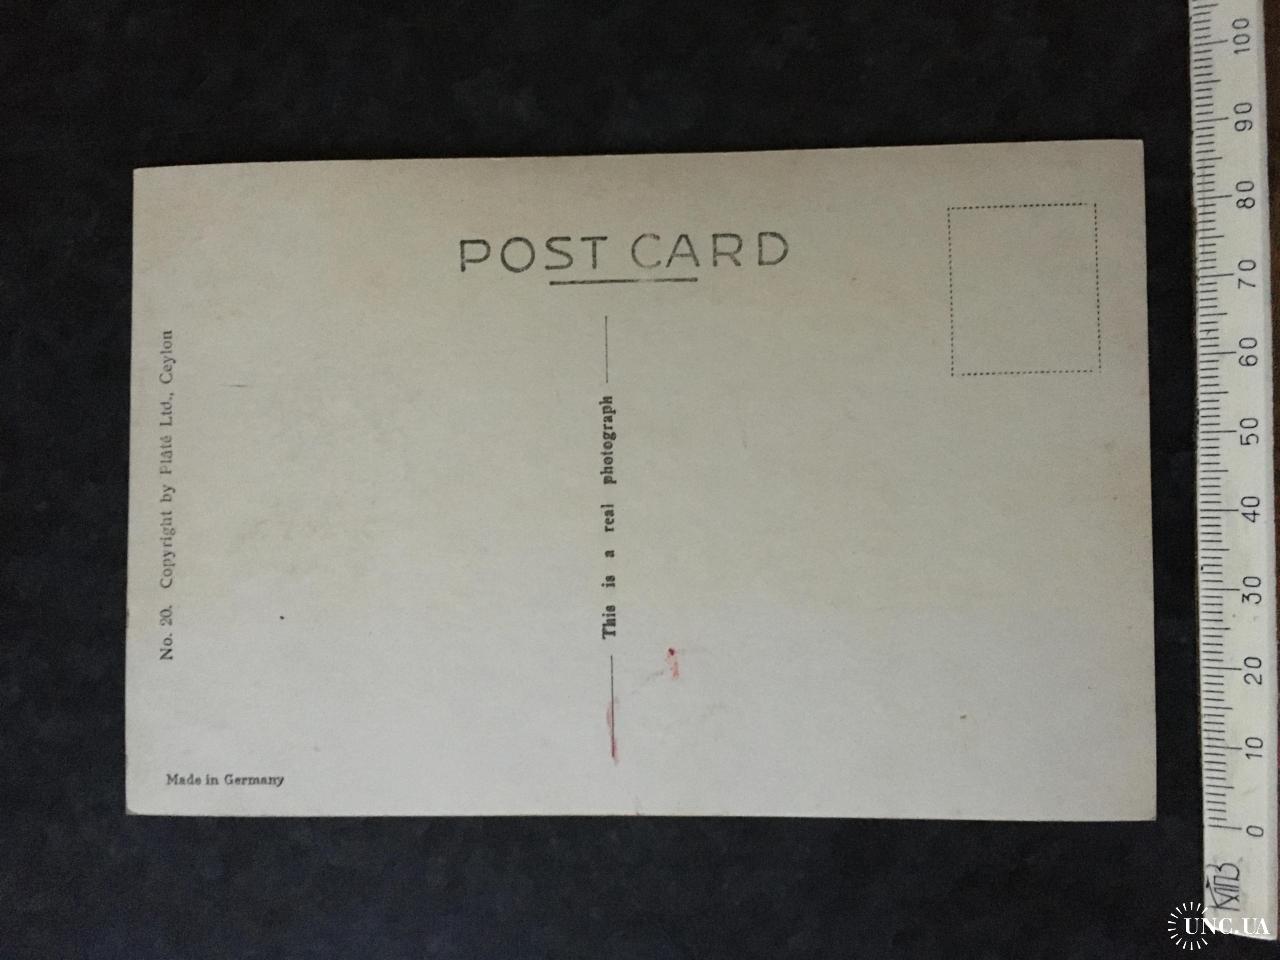 POST CARD
No. 20. Copyright by Plâté Ltd., Ceylon
This is a real photograph
Made in Germany
100
90
80
70
60
50
40
30
20
10
0
UNC.UA